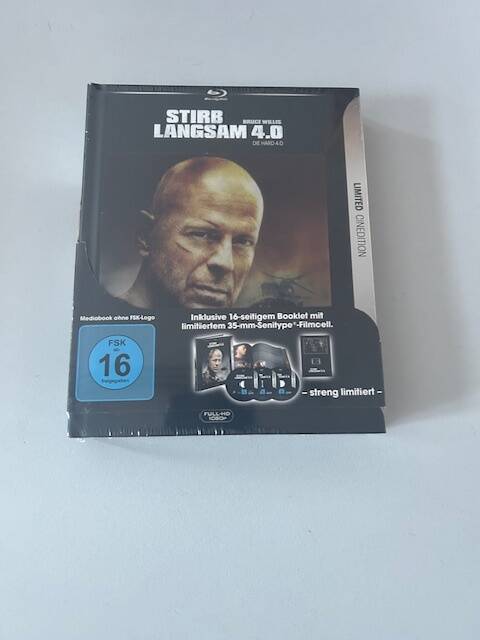 Blu-ray Disc
STIRB
BRUCE WILLIS
LANGSAM 4.0
DIE HARD 4.0
LIMITED CINEDITION
Inklusive 16-seitigem Booklet mit
limitiertem 35-mm-Senitype®-Filmcell.
Mediabook ohne FSK-Logo
FSK
ab
16
freigegeben
– streng limitiert –
FULL-HD
1080p